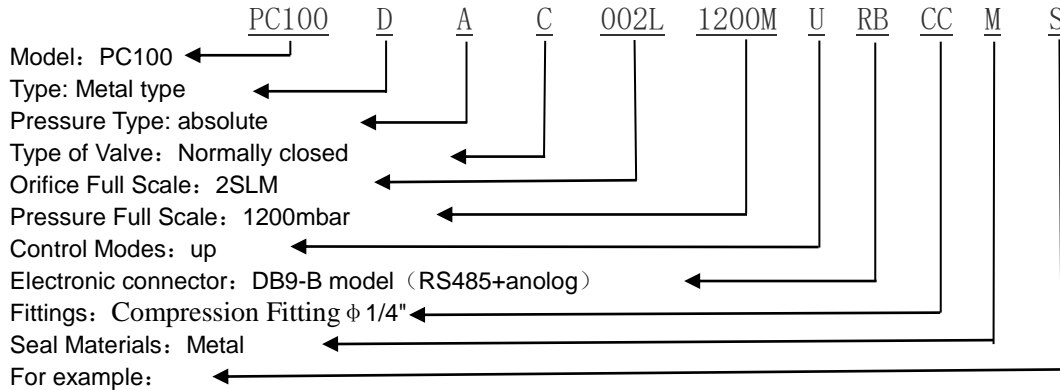 PC100 D A C 002L 1200M U RB CC M S
Model：PC100
Type: Metal type
Pressure Type: absolute
Type of Valve：Normally closed
Orifice Full Scale：2SLM
Pressure Full Scale：1200mbar
Control Modes：up
Electronic connector：DB9-B model（RS485+anolog）
Fittings：Compression Fitting φ1/4"
Seal Materials：Metal
For example：